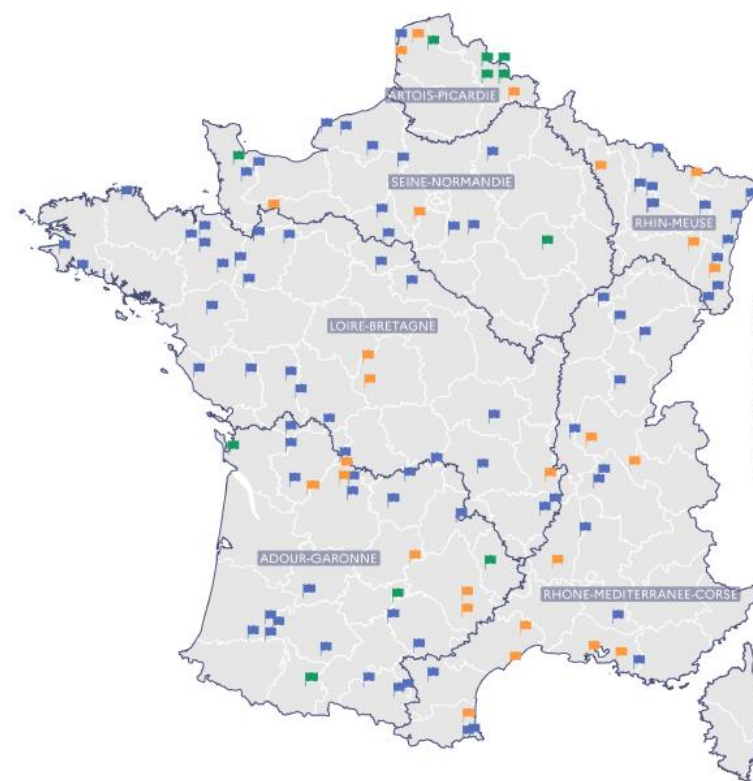 ARTOIS-PICARDIE
SEINE-NORMANDIE
RHIN-MEUSE
LOIRE-BRETAGNE
ADOUR-GARONNE
RHONE-MEDITERRANEE-CORSE